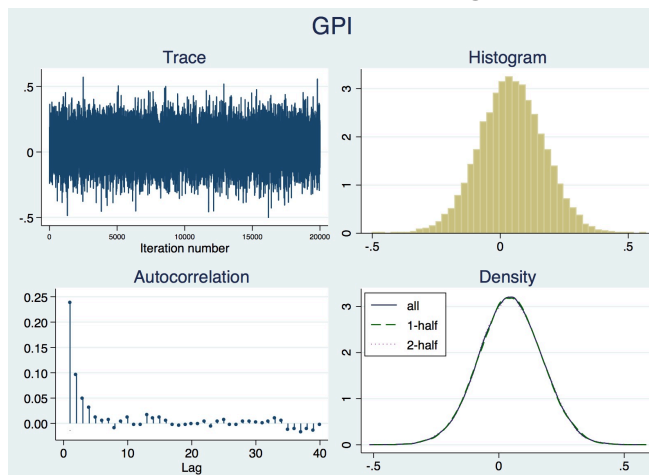 GPI
Trace
.5
0
-.5
0 5000 10000 15000 20000
Iteration number
Histogram
3
2
1
0
-.5 0 .5
Autocorrelation
0.25
0.20
0.15
0.10
0.05
0.00
0 10 20 30 40
Lag
Density
all
1-half
2-half
3
2
1
0
-.5 0 .5